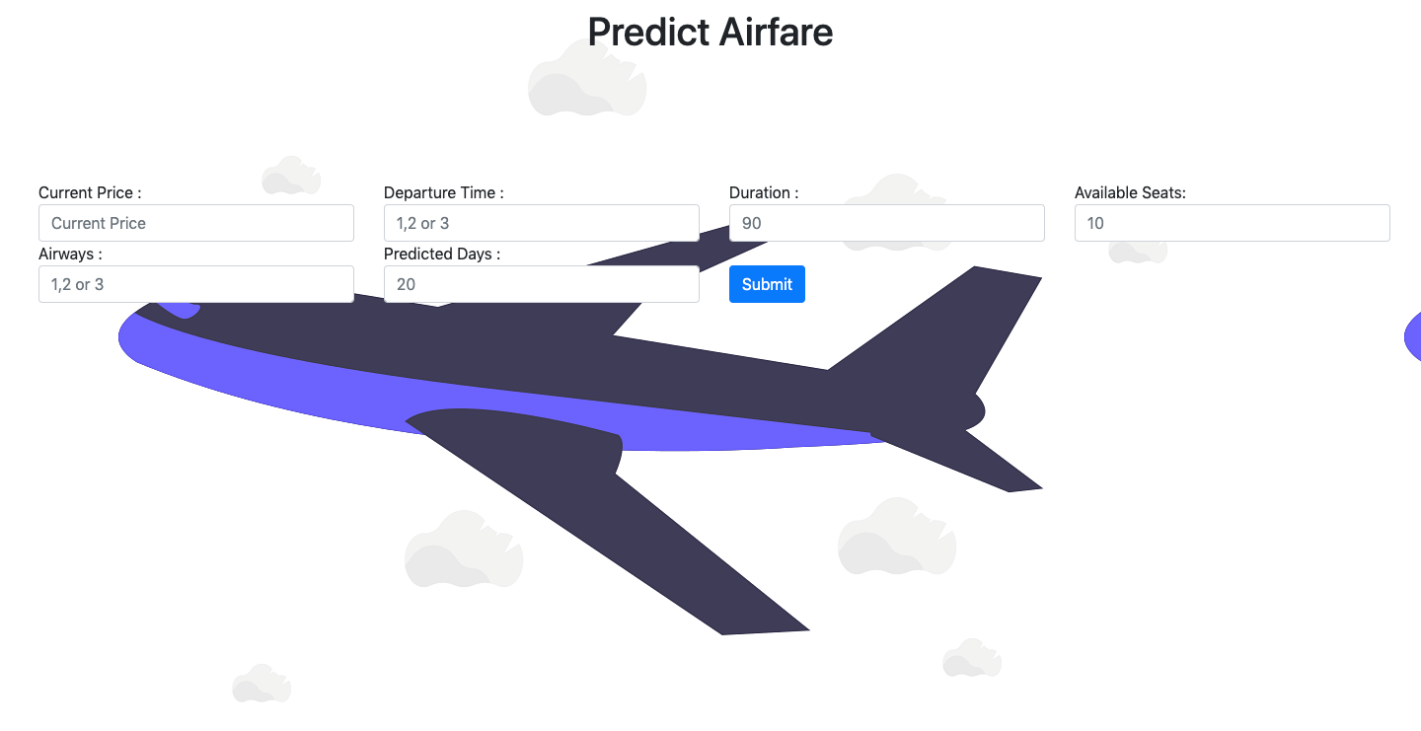 Predict Airfare
Current Price : Departure Time : Duration : Available Seats:
Current Price 1,2 or 3 90 10
Airways : Predicted Days :
1,2 or 3 20 Submit